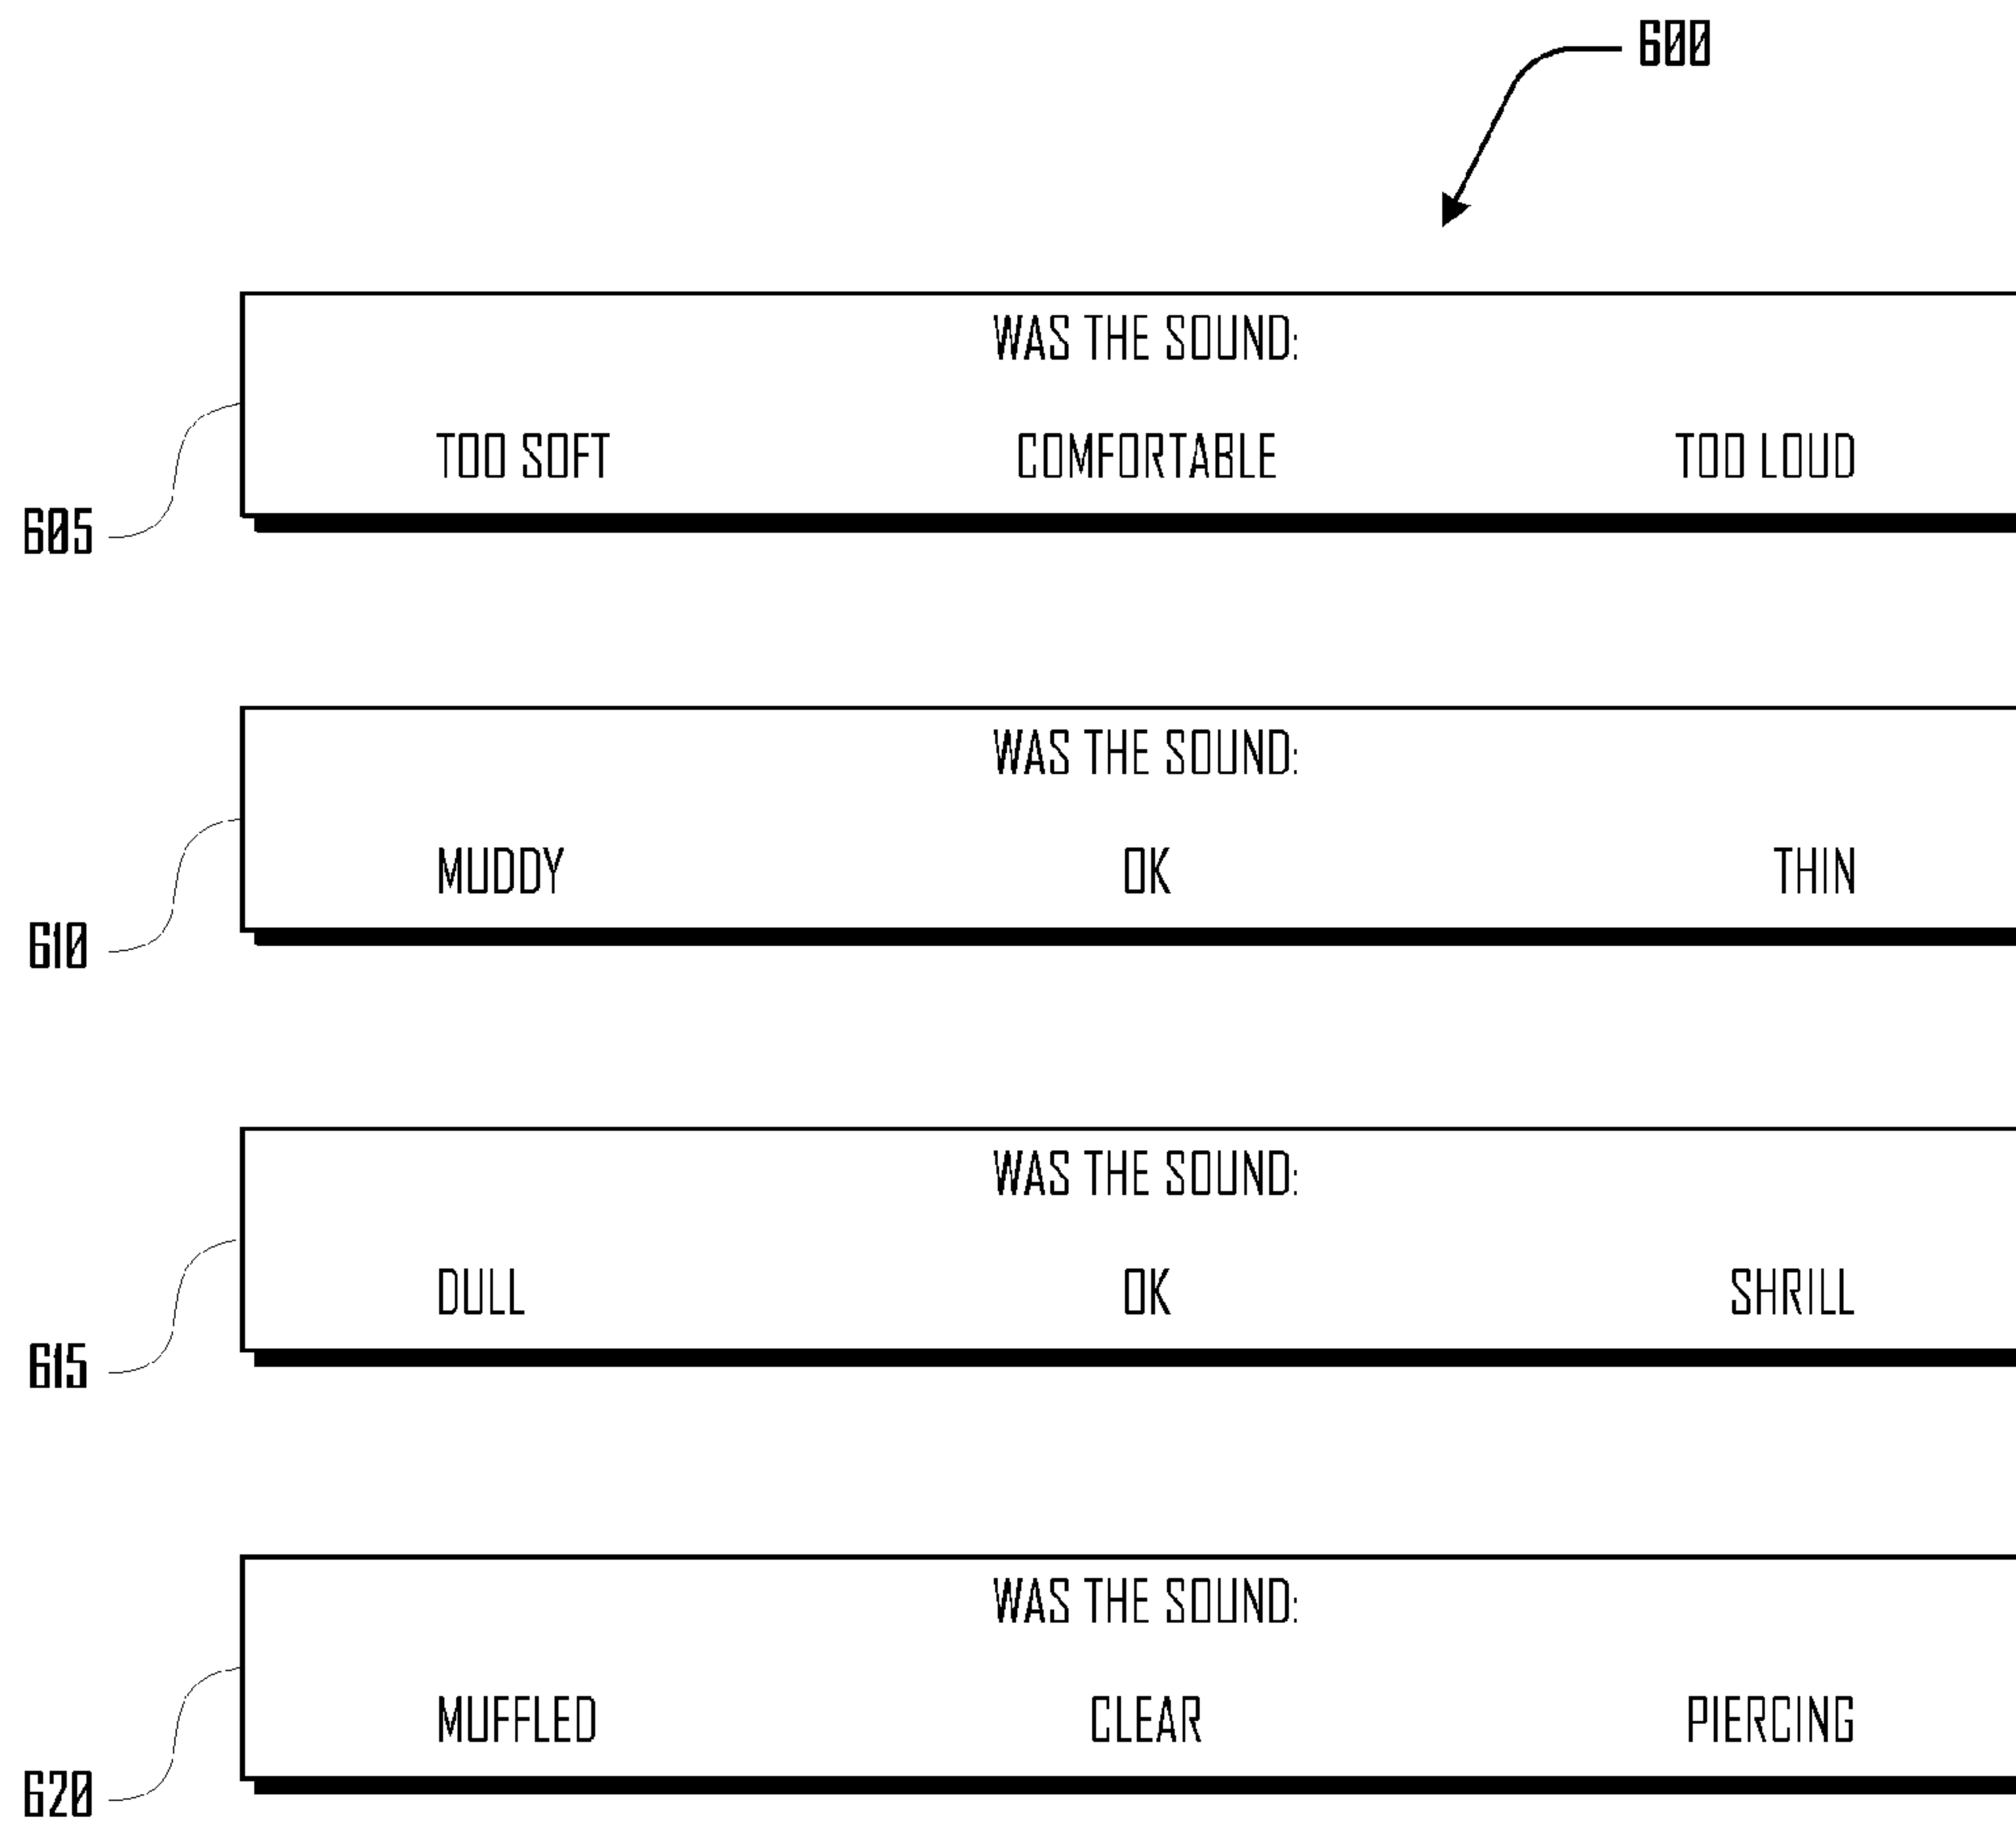 600
WAS THE SOUND:
TOO SOFT COMFORTABLE TOO LOUD
605
WAS THE SOUND:
MUDDY OK THIN
610
WAS THE SOUND:
DULL OK SHRILL
615
WAS THE SOUND:
MUFFLED CLEAR PIERCING
620